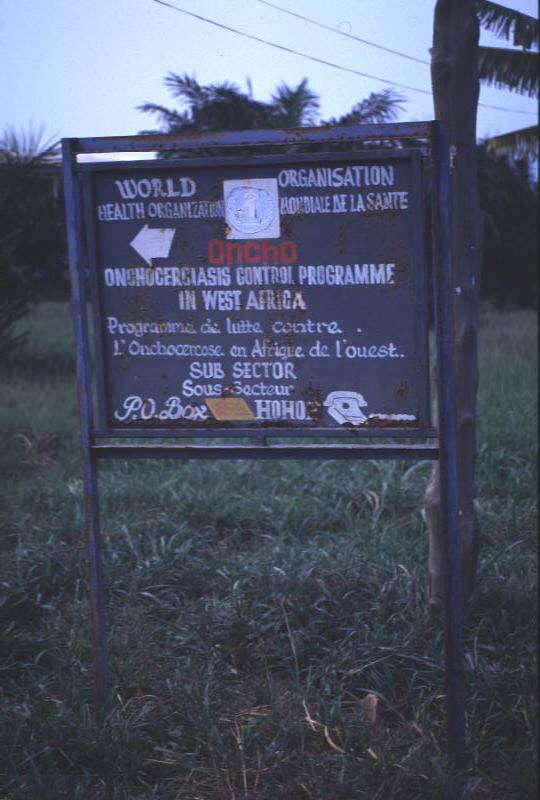 WORLD ORGANISATION
HEALTH ORGANIZATION MONDIALE DE LA SANTE
Oncho
ONCHOCERCIASIS CONTROL PROGRAMME
IN WEST AFRICA
Programme de lutte contre
L'Onchocercose en Afrique de l'ouest.
SUB SECTOR
Sous-Secteur
P.O. Box HOHOE